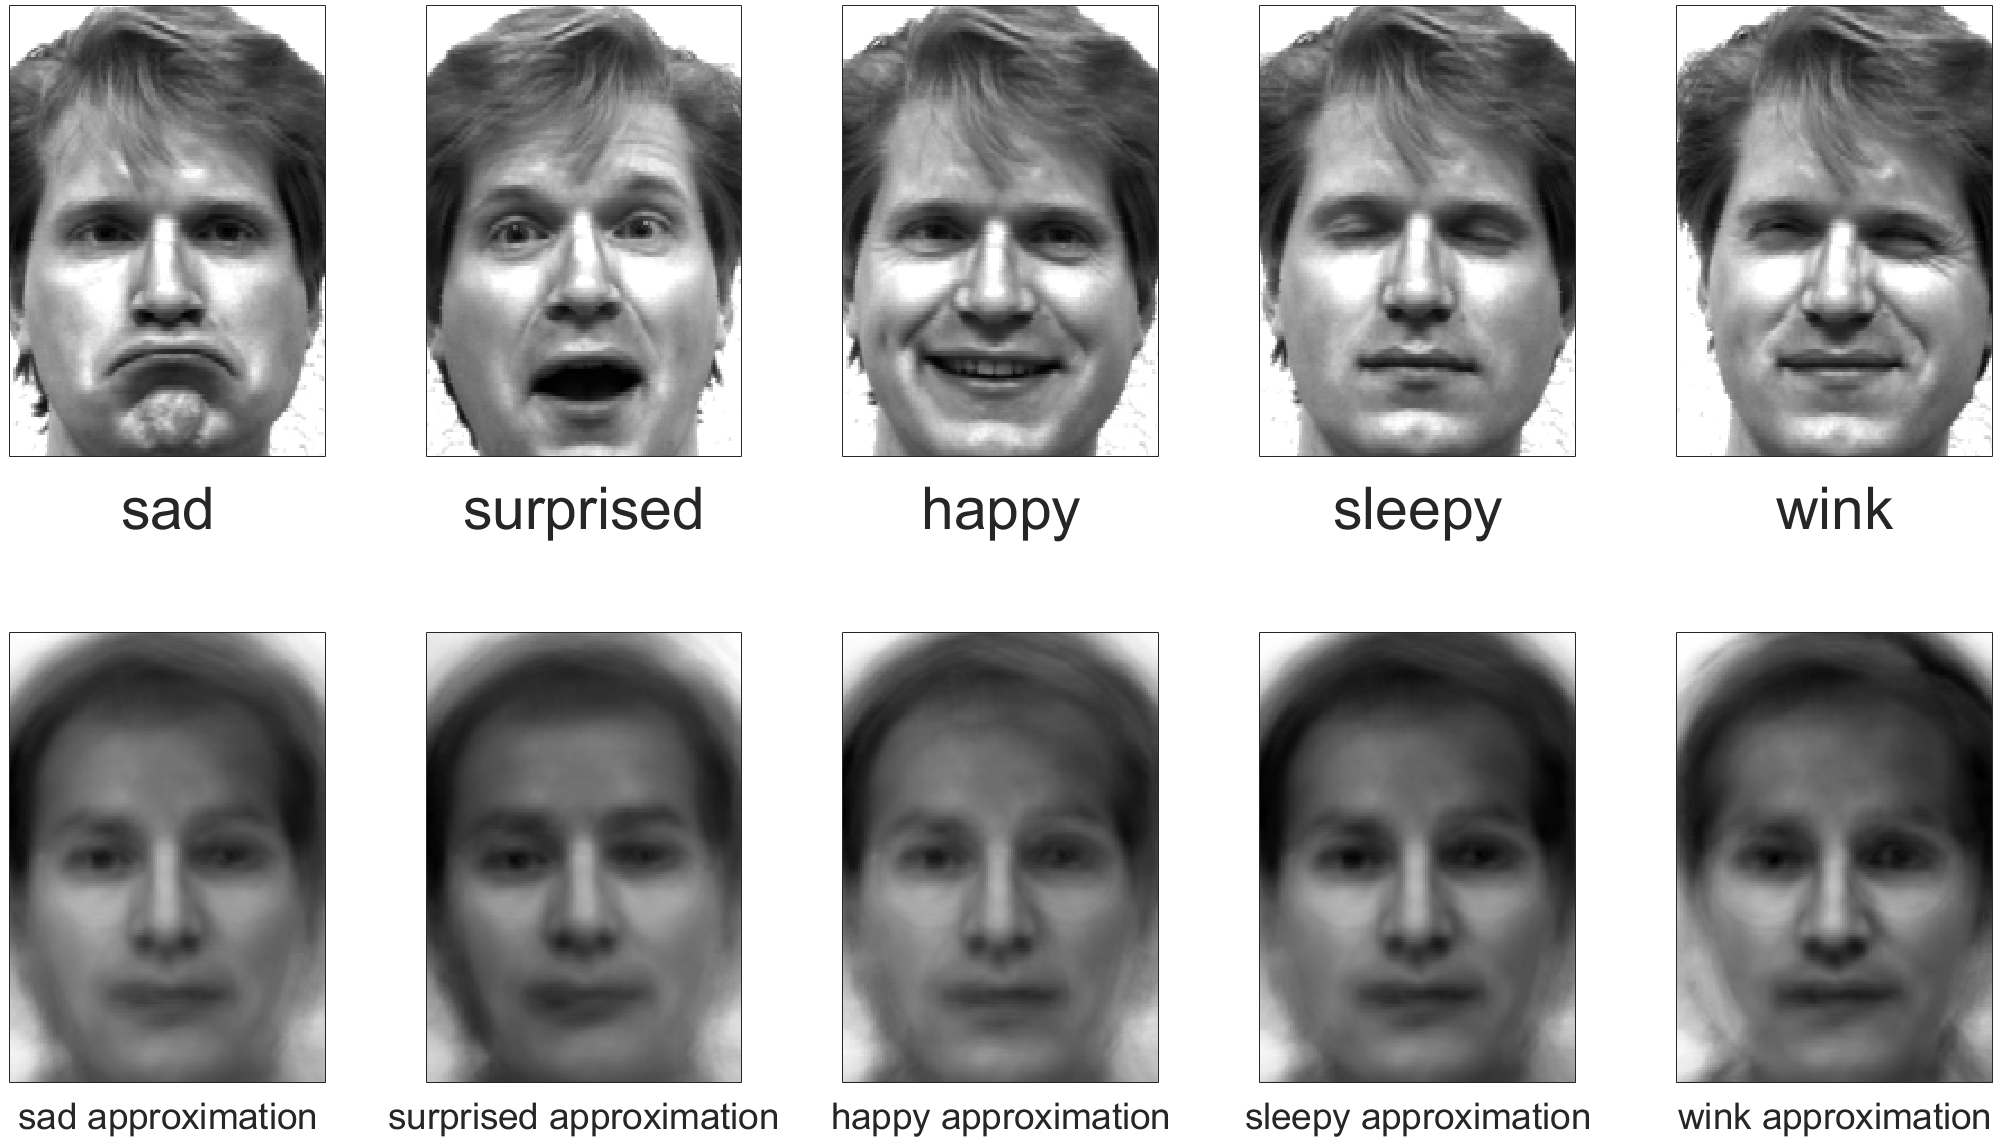 sad
surprised
happy
sleepy
wink
sad approximation
surprised approximation
happy approximation
sleepy approximation
wink approximation